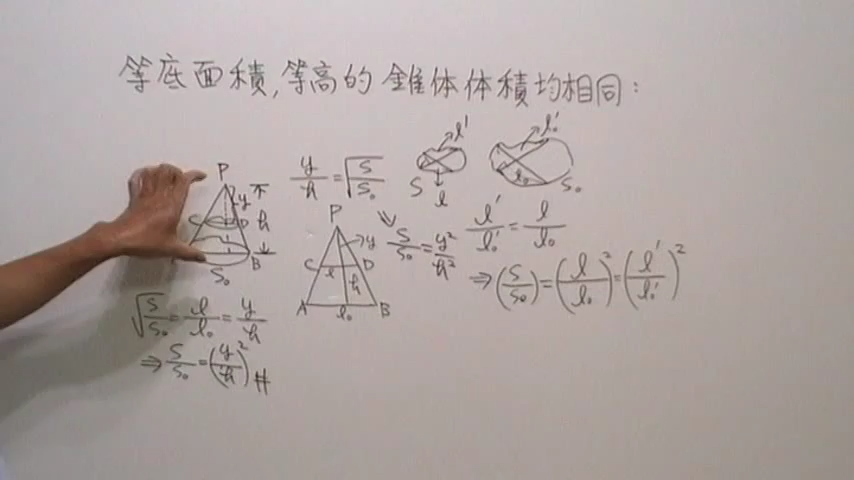 等底面積,等高的錐体体積均相同:
P
y
h
C D
B
S₀
y/h = √(S/S₀)
S
l'
l
l₀'
l₀
S₀
P
y
C l D
h
A l₀ B
⇒ S/S₀ = y²/h²
l'/l₀' = l/l₀
⇒ (S/S₀) = (l/l₀)² = (l'/l₀')²
√(S/S₀) = l/l₀ = y/h
⇒ S/S₀ = (y/h)² #